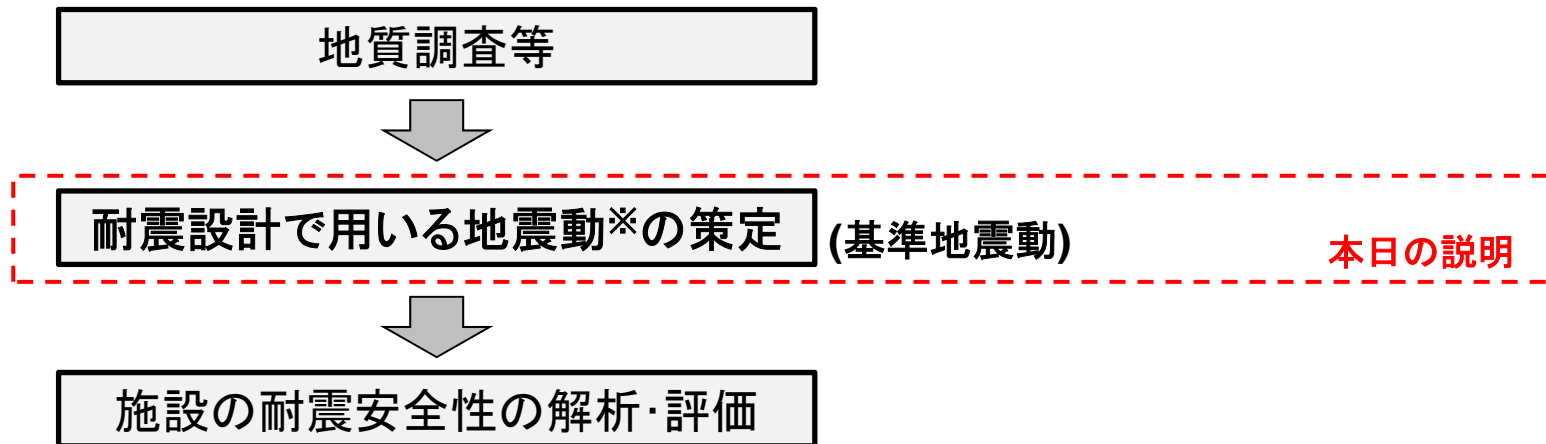 地質調査等
耐震設計で用いる地震動※の策定 (基準地震動)
本日の説明
施設の耐震安全性の解析･評価